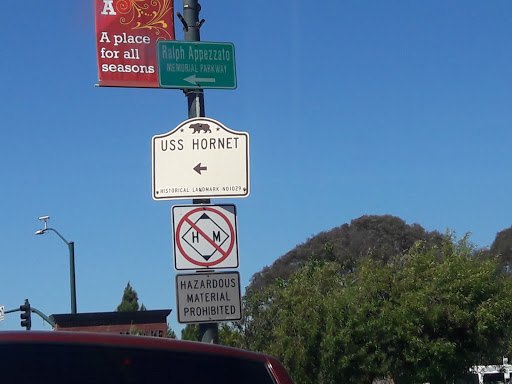 A
A place
for all
seasons
Ralph Appezzato
MEMORIAL PARKWAY
USS HORNET
HISTORICAL LANDMARK NO1029
H M
HAZARDOUS
MATERIAL
PROHIBITED